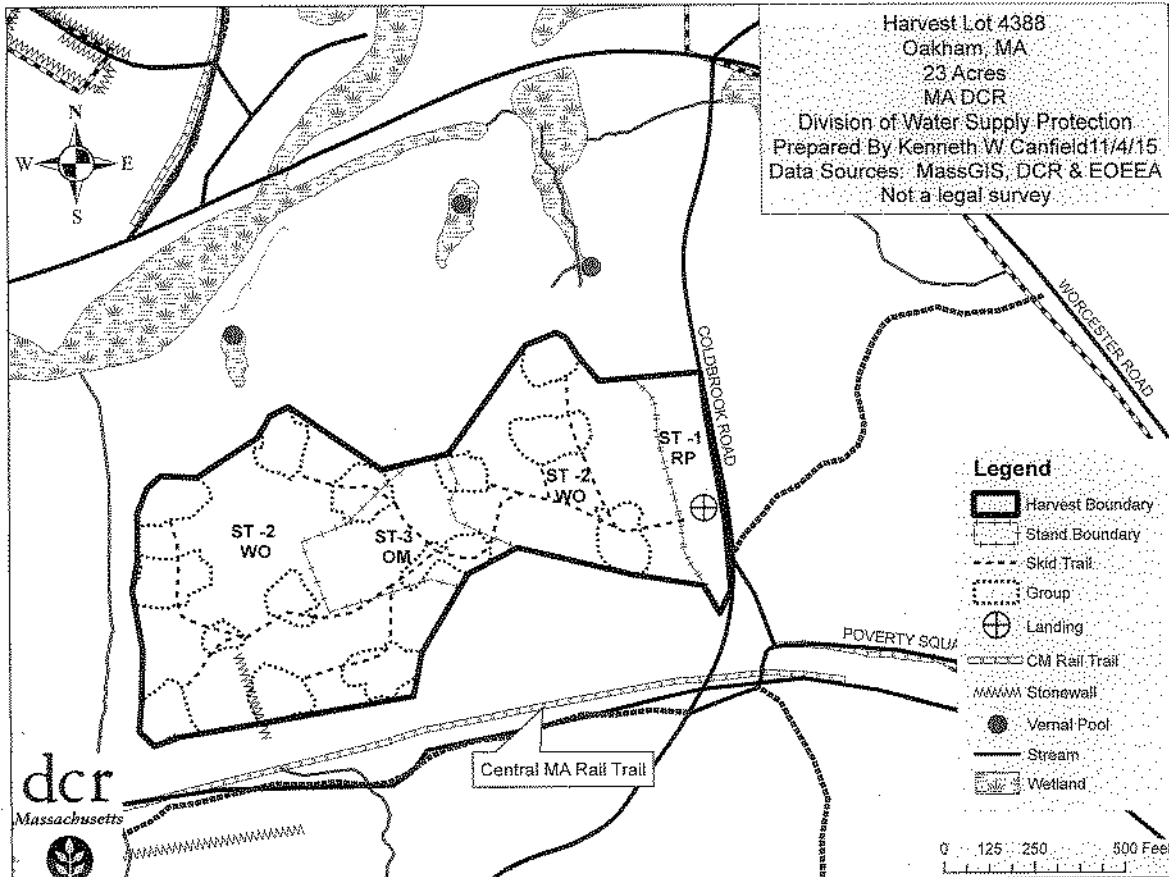 Harvest Lot 4388
Oakham, MA
23 Acres
MA DCR
Division of Water Supply Protection
Prepared By Kenneth W Canfield11/4/15
Data Sources: MassGIS, DCR & EOEEA
Not a legal survey
N
W
E
S
WORCESTER ROAD
COLDBROOK ROAD
ST -1
RP
ST -2
WO
ST -2
WO
ST-3
OM
POVERTY SQUA
Central MA Rail Trail
Legend
Harvest Boundary
Stand Boundary
Skid Trail
Group
Landing
CM Rail Trail
Stonewall
Vernal Pool
Stream
Wetland
0 125 250 500 Feet
dcr
Massachusetts